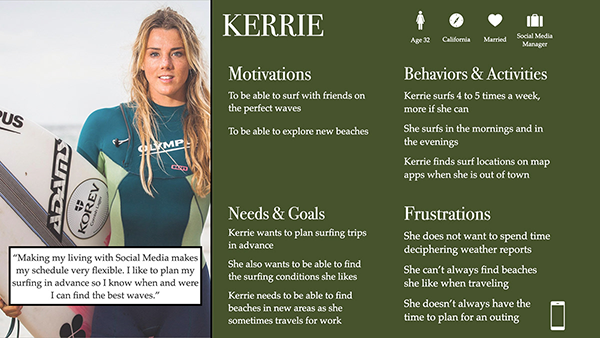 KERRIE
Age 32
California
Married
Social Media
Manager
Motivations
To be able to surf with friends on
the perfect waves
To be able to explore new beaches
Behaviors & Activities
Kerrie surfs 4 to 5 times a week,
more if she can
She surfs in the mornings and in
the evenings
Kerrie finds surf locations on map
apps when she is out of town
Needs & Goals
Kerrie wants to plan surfing trips
in advance
She also wants to be able to find
the surfing conditions she likes
Kerrie needs to be able to find
beaches in new areas as she
sometimes travels for work
Frustrations
She does not want to spend time
deciphering weather reports
She can't always find beaches
she like when traveling
She doesn't always have the
time to plan for an outing
PUS
ADAMS
KOREV
OLYMPUS
"Making my living with Social Media makes
my schedule very flexible. I like to plan my
surfing in advance so I know when and were
I can find the best waves."